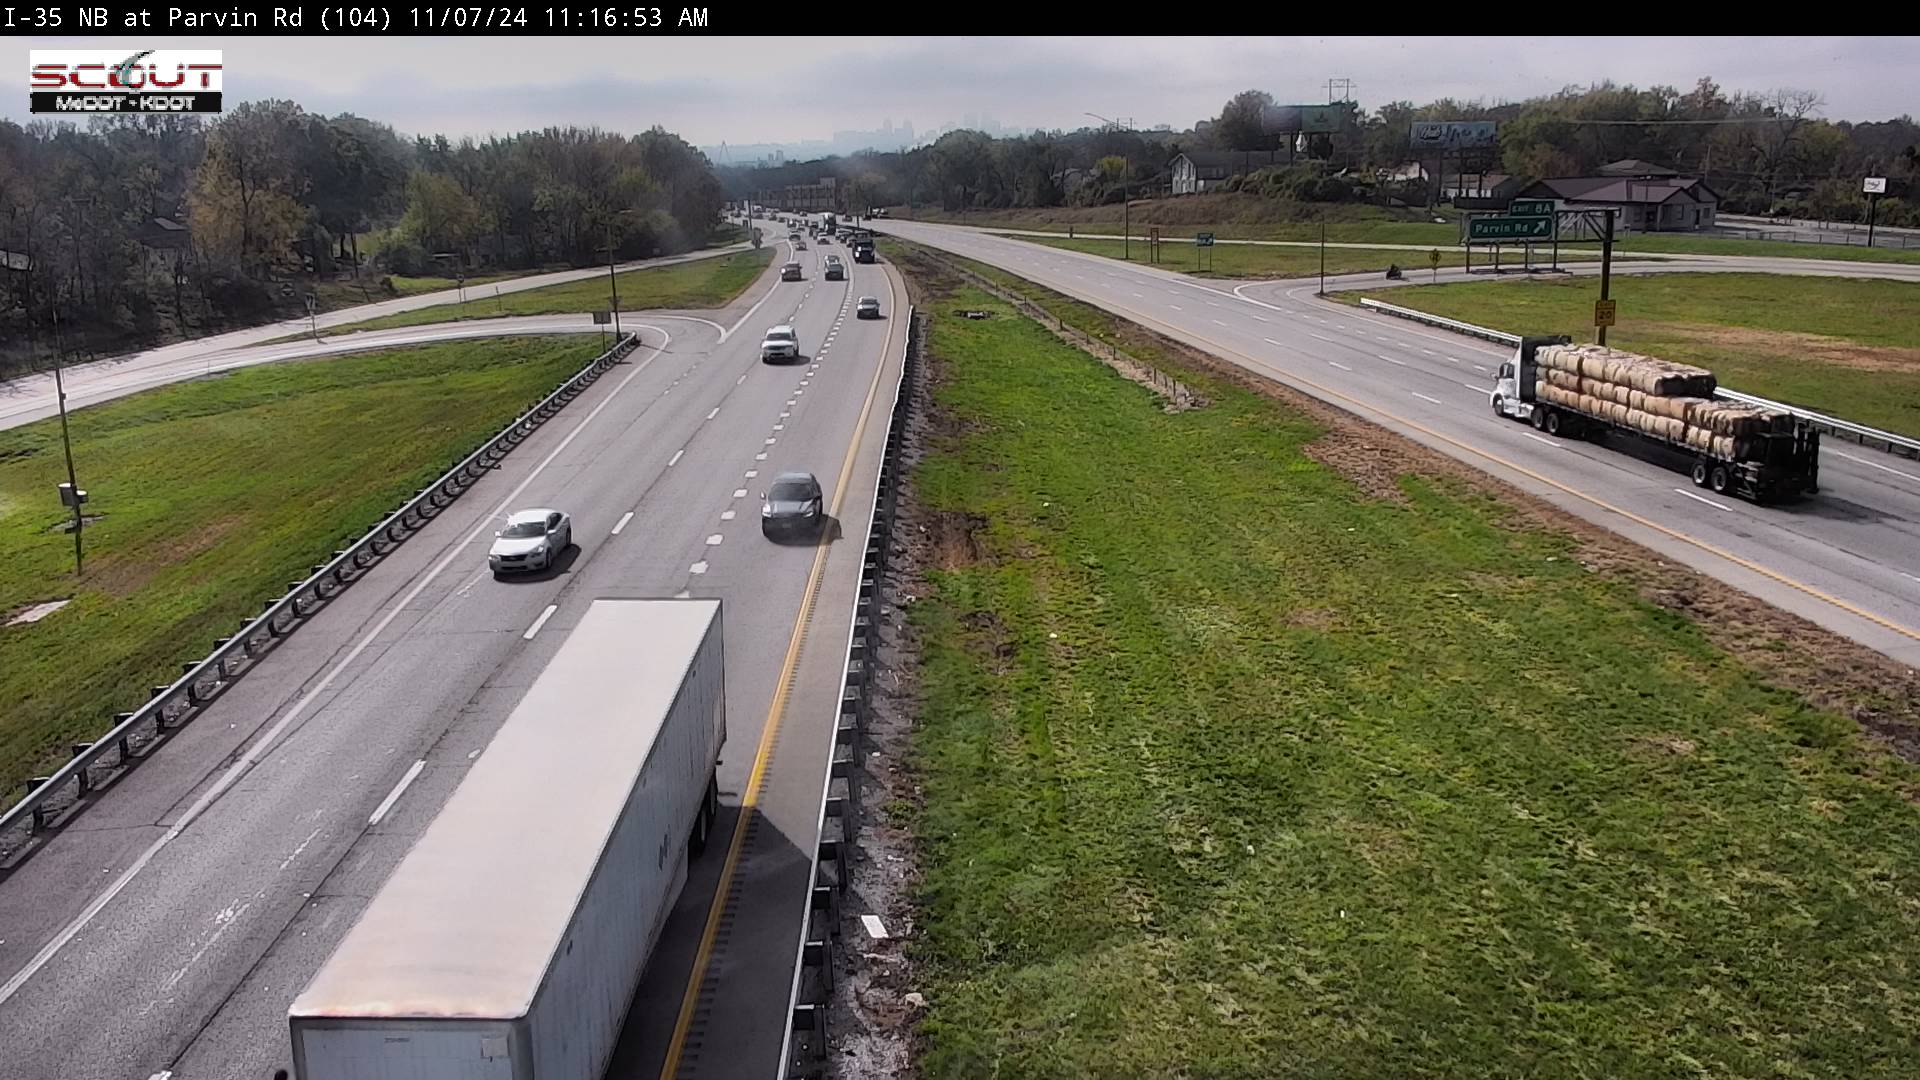 I-35 NB at Parvin Rd (104) 11/07/24 11:16:53 AM
SCOUT
MoDOT - KDOT
EXIT 8A
Parvin Rd
20